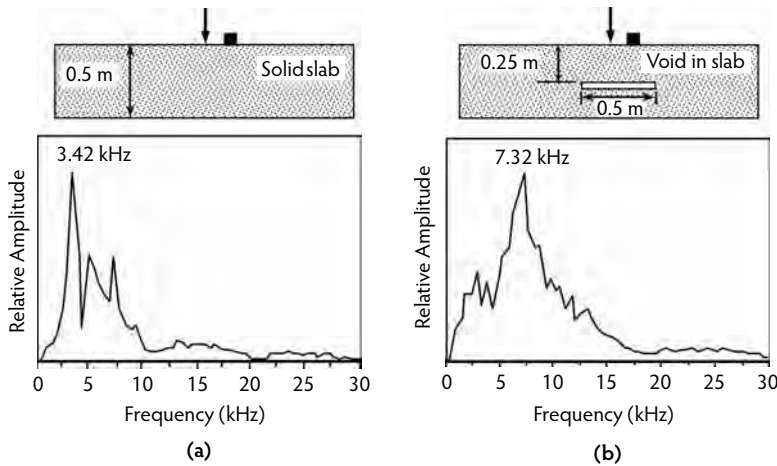 0.5 m
Solid slab
3.42 kHz
Relative Amplitude
0 5 10 15 20 25 30
Frequency (kHz)
(a)
0.25 m
Void in slab
0.5 m
7.32 kHz
Relative Amplitude
0 5 10 15 20 25 30
Frequency (kHz)
(b)